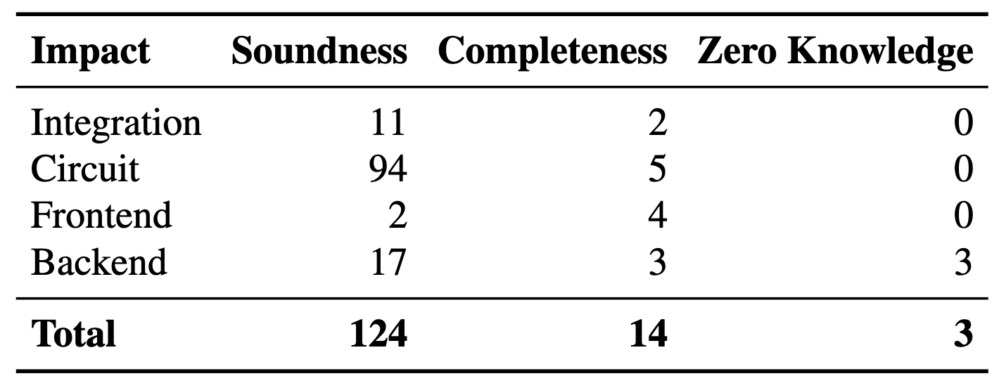 Impact Soundness Completeness Zero Knowledge
Integration 11 2 0
Circuit 94 5 0
Frontend 2 4 0
Backend 17 3 3
Total 124 14 3